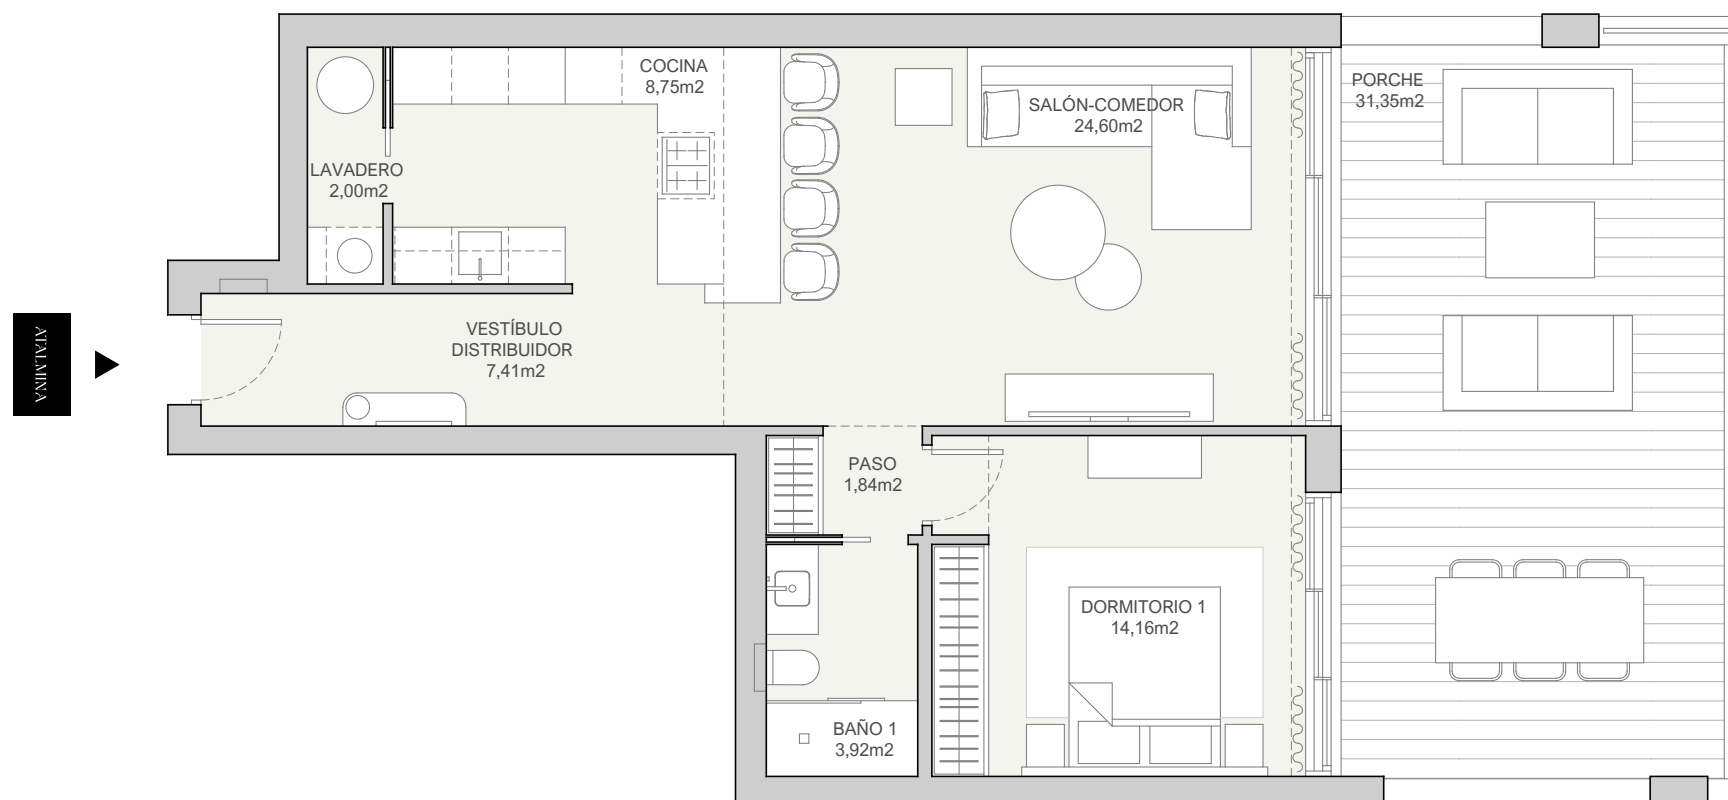 COCINA
8,75m2
SALÓN-COMEDOR
24,60m2
PORCHE
31,35m2
LAVADERO
2,00m2
ATALMINA
VESTÍBULO
DISTRIBUIDOR
7,41m2
PASO
1,84m2
DORMITORIO 1
14,16m2
BAÑO 1
3,92m2